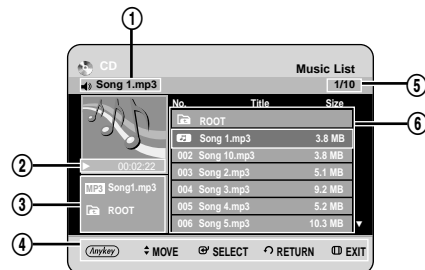 ①
CD
Music List
Song 1.mp3
1/10
⑤
No. Title Size
ROOT
⑥
Song 1.mp3 3.8 MB
②
00:02:22
002 Song 10.mp3 3.8 MB
003 Song 2.mp3 5.1 MB
MP3 Song1.mp3
004 Song 3.mp3 9.2 MB
③
ROOT
005 Song 4.mp3 5.2 MB
006 Song 5.mp3 10.3 MB
④
Anykey MOVE SELECT RETURN EXIT